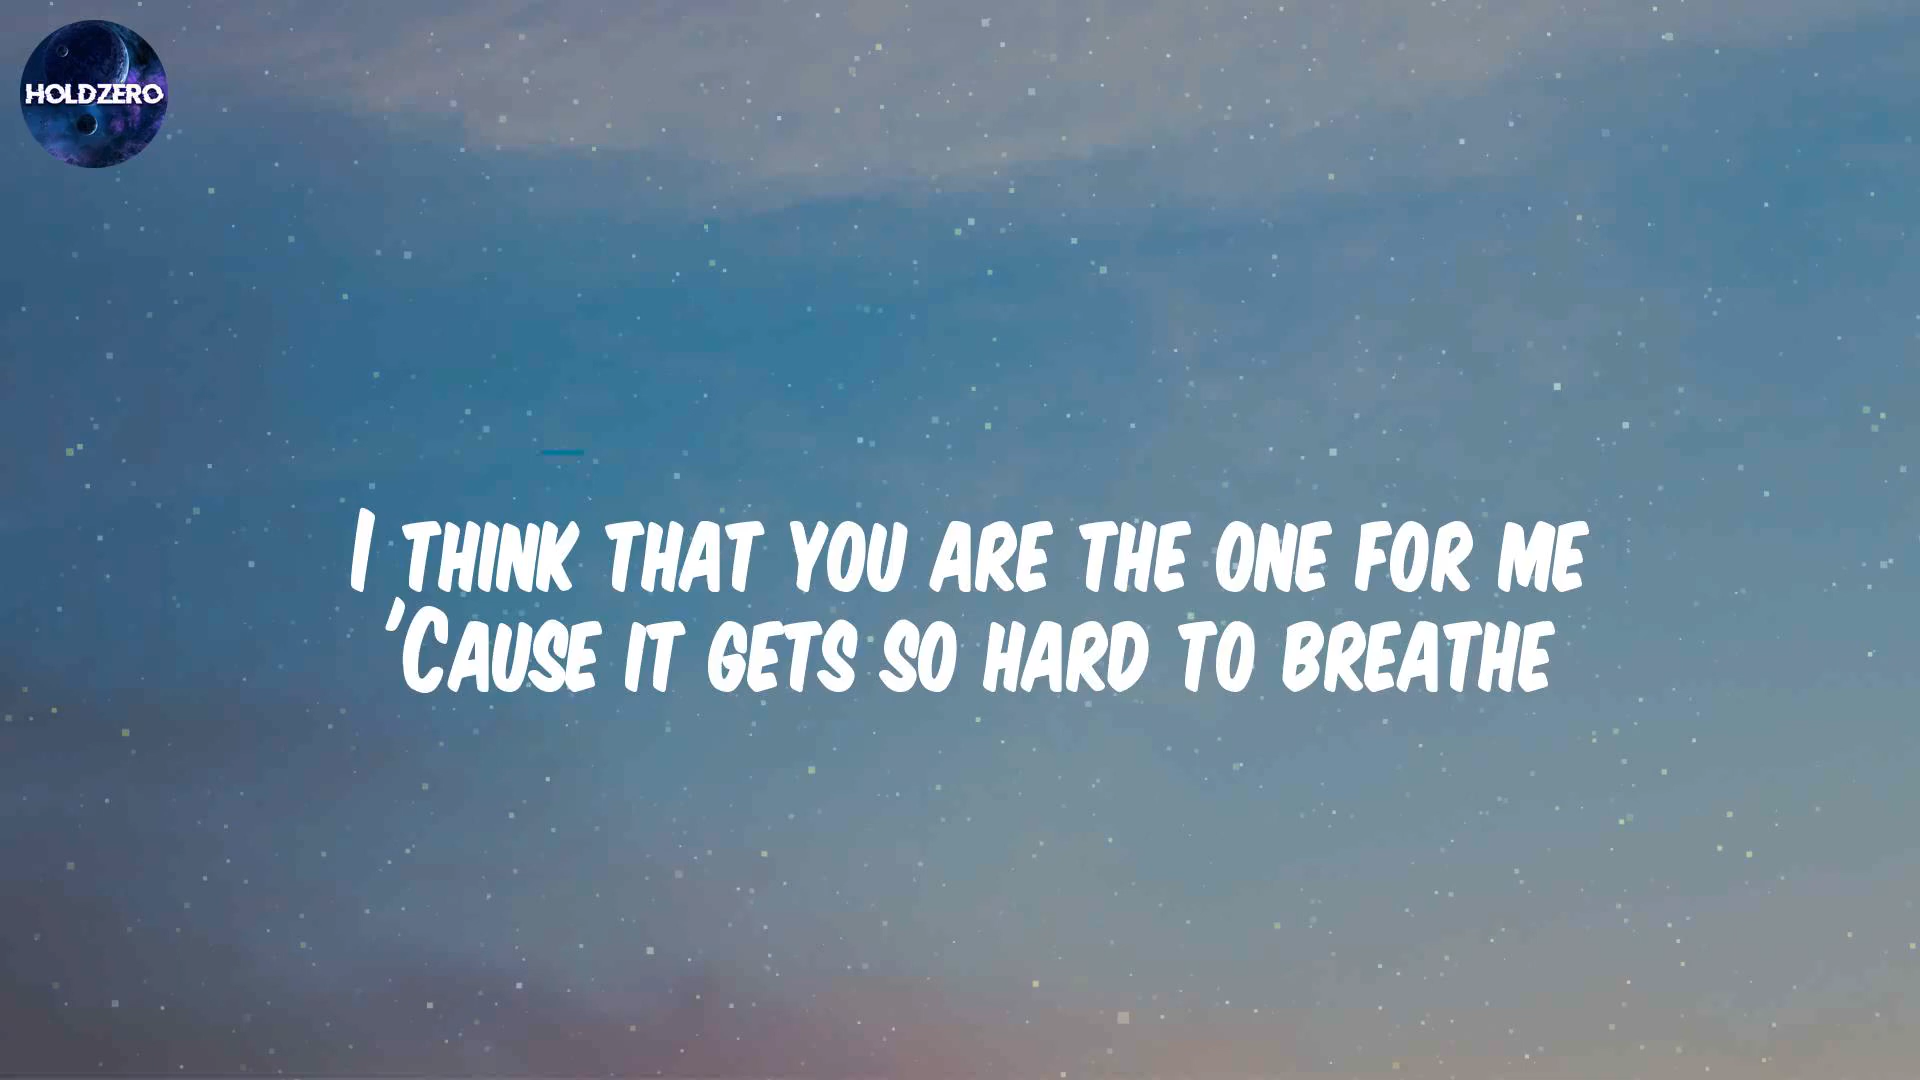 HOLDZERO
I THINK THAT YOU ARE THE ONE FOR ME
'CAUSE IT GETS SO HARD TO BREATHE